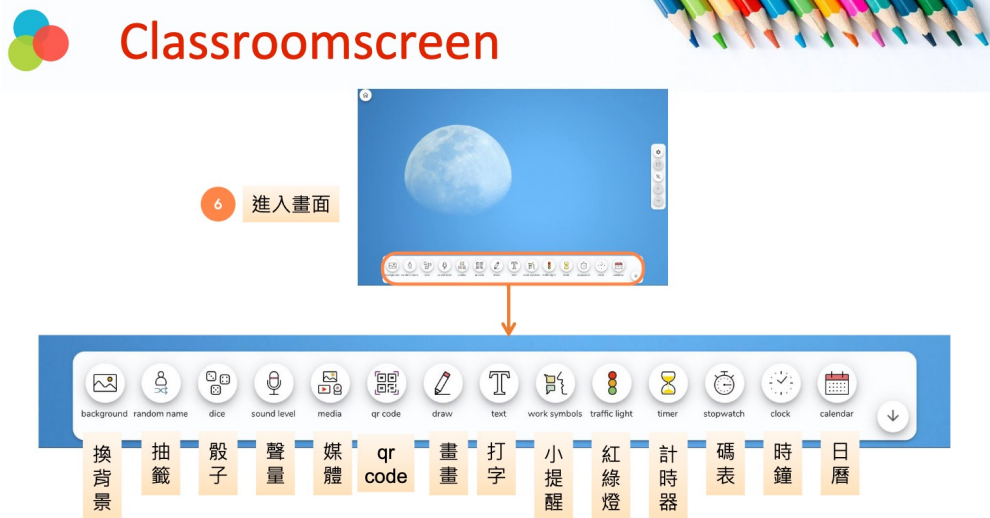 Classroomscreen
6 進入畫面
background random name dice sound level media qr code draw text work symbols traffic light timer stopwatch clock calendar
換背景 抽籤 骰子 聲量 媒體 qr code 畫畫 打字 小提醒 紅綠燈 計時器 碼表 時鐘 日曆